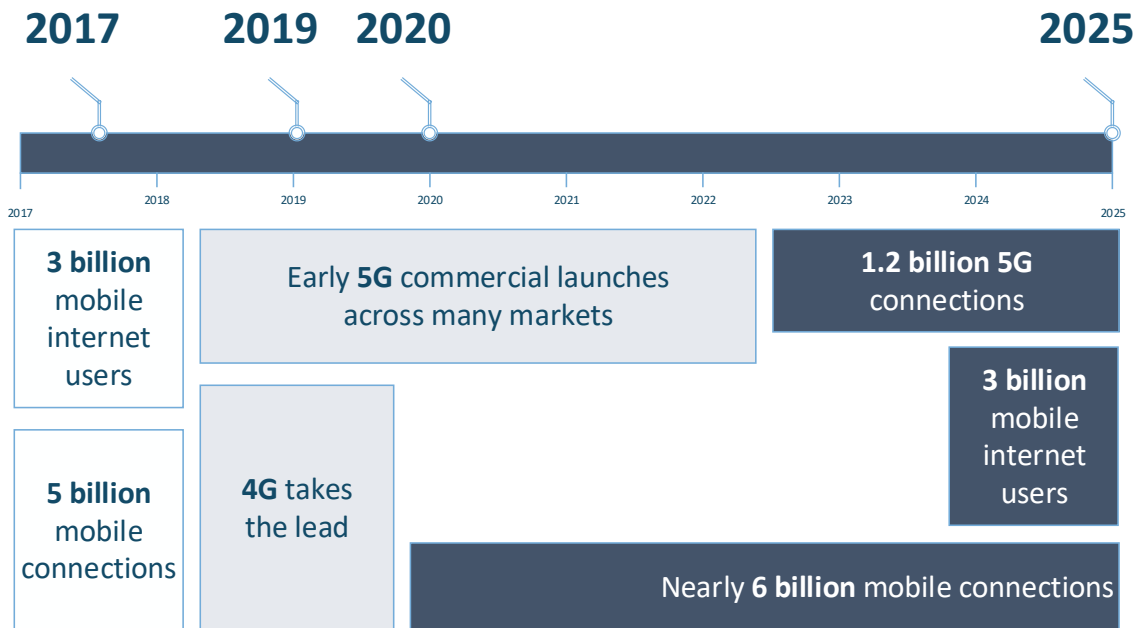 2017
2019
2020
2025
2017
2018
2019
2020
2021
2022
2023
2024
2025
3 billion
mobile
internet
users
Early 5G commercial launches
across many markets
1.2 billion 5G
connections
3 billion
mobile
internet
users
5 billion
mobile
connections
4G takes
the lead
Nearly 6 billion mobile connections